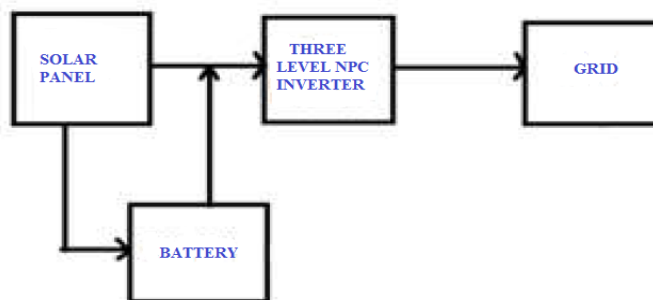 SOLAR
PANEL
THREE
LEVEL NPC
INVERTER
GRID
BATTERY